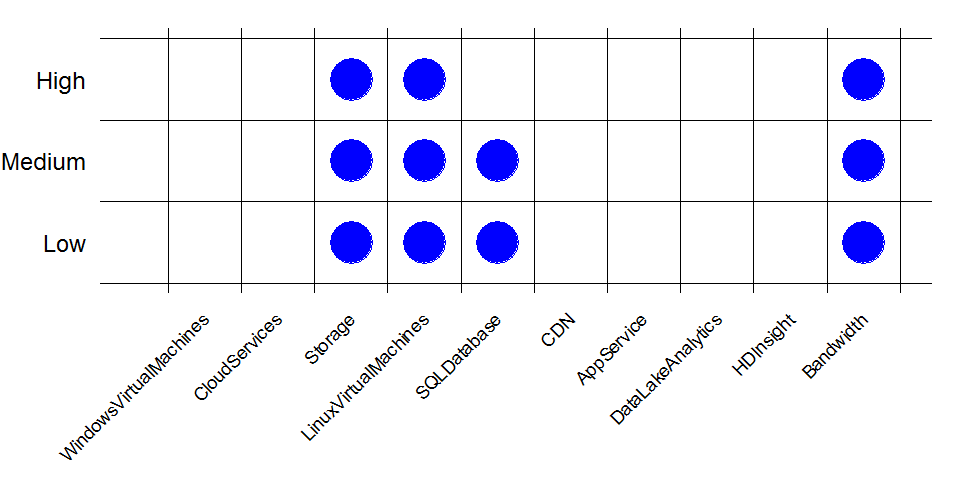 High
Medium
Low
WindowsVirtualMachines
CloudServices
Storage
LinuxVirtualMachines
SQLDatabase
CDN
AppService
DataLakeAnalytics
HDInsight
Bandwidth